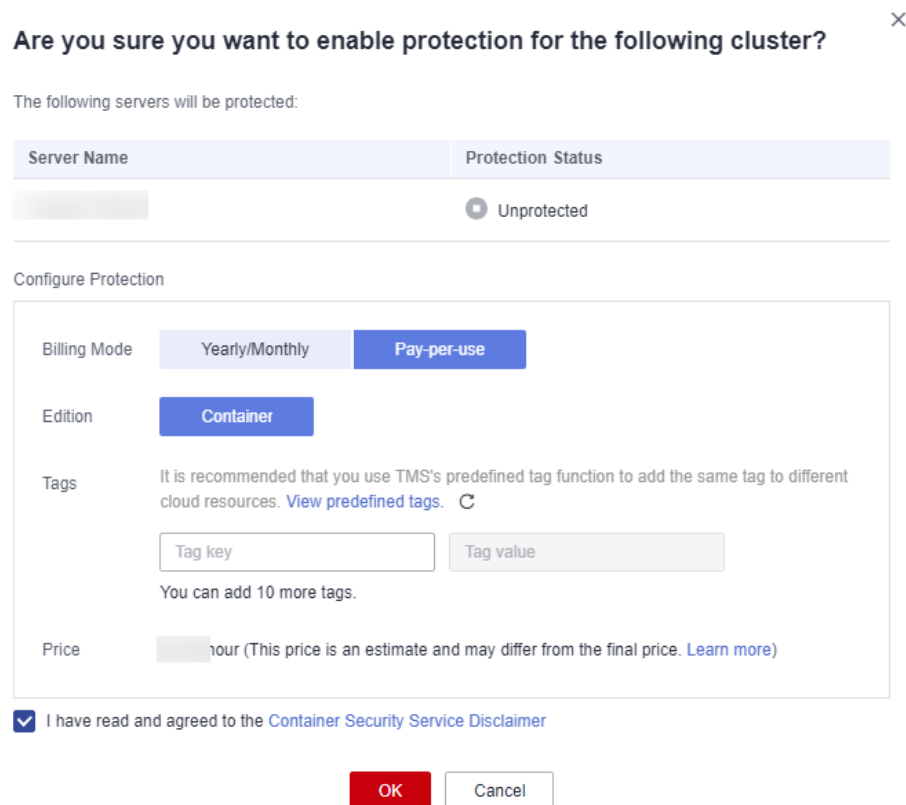 Are you sure you want to enable protection for the following cluster?
The following servers will be protected:
Server Name Protection Status
Unprotected
Configure Protection
Billing Mode Yearly/Monthly Pay-per-use
Edition Container
Tags It is recommended that you use TMS's predefined tag function to add the same tag to different
cloud resources. View predefined tags.
Tag key Tag value
You can add 10 more tags.
Price hour (This price is an estimate and may differ from the final price. Learn more)
I have read and agreed to the Container Security Service Disclaimer
OK Cancel